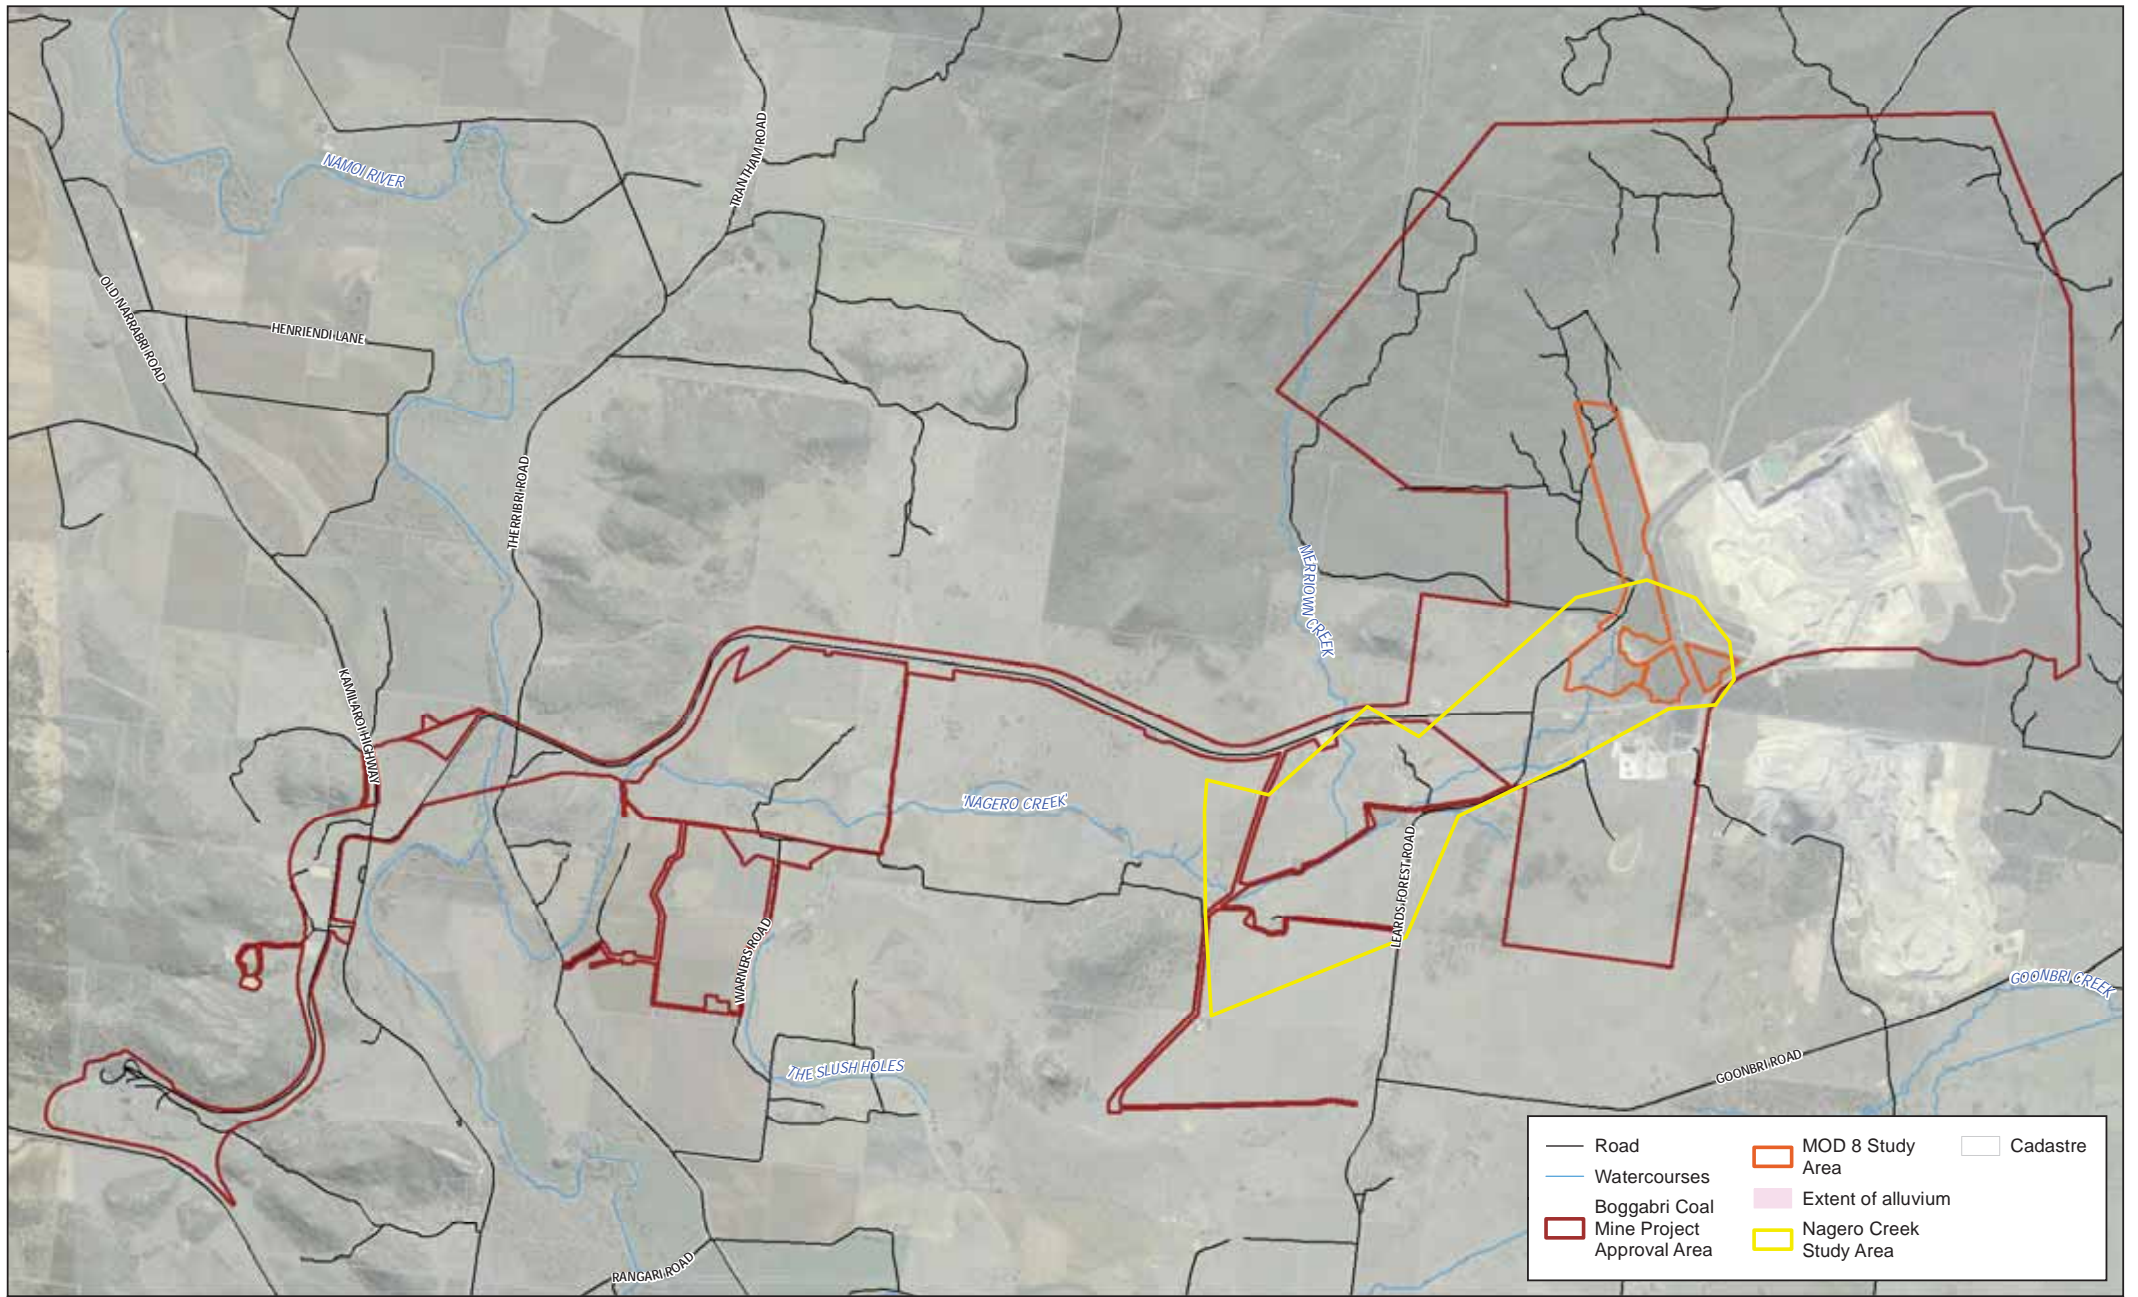 NAMOI RIVER
TRANTHAM ROAD
OLD NARRABRI ROAD
HENRIENDI LANE
THERRIBRI ROAD
MERRIOWN CREEK
KAMILAROI HIGHWAY
'NAGERO CREEK'
LEARDS FOREST ROAD
WARNERS ROAD
GOONBRI CREEK
THE SLUSH HOLES
GOONBRI ROAD
RANGARI ROAD
Road
Watercourses
Boggabri Coal
Mine Project
Approval Area
MOD 8 Study
Area
Extent of alluvium
Nagero Creek
Study Area
Cadastre